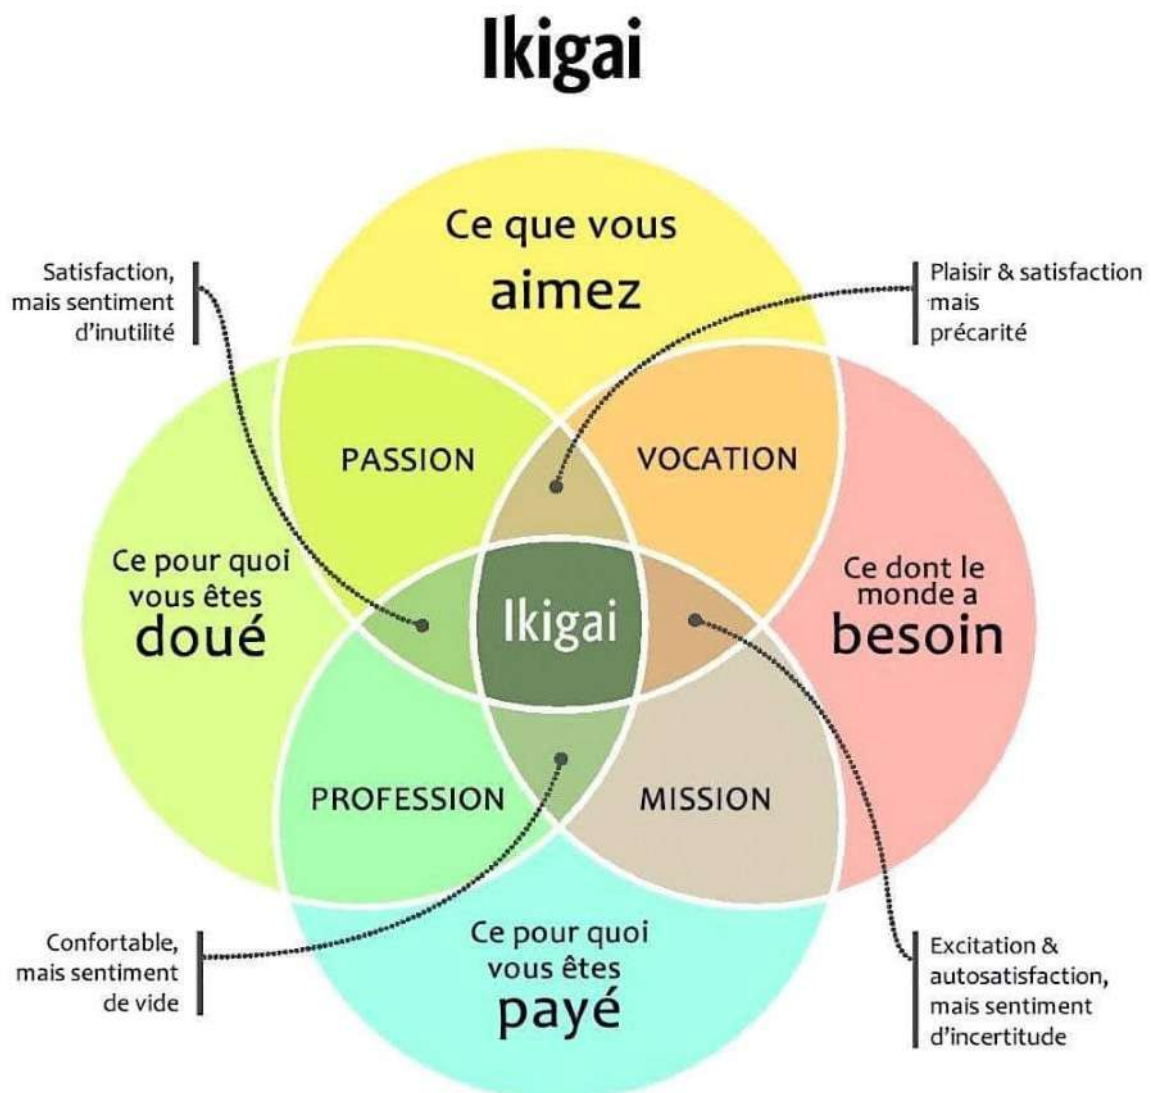 Ikigai
Ce que vous
aimez
Satisfaction,
mais sentiment
d'inutilité
Plaisir & satisfaction
mais
précarité
PASSION
VOCATION
Ce pour quoi
vous êtes
doué
Ikigai
Ce dont le
monde a
besoin
PROFESSION
MISSION
Confortable,
mais sentiment
de vide
Ce pour quoi
vous êtes
payé
Excitation &
autosatisfaction,
mais sentiment
d'incertitude